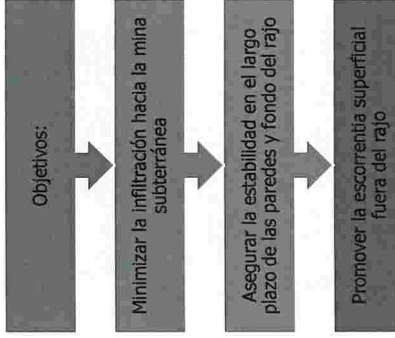 Objetivos:
Minimizar la infiltración hacia la mina
subterránea
Asegurar la estabilidad en el largo
plazo de las paredes y fondo del rajo
Promover la escorrentia superficial
fuera del rajo